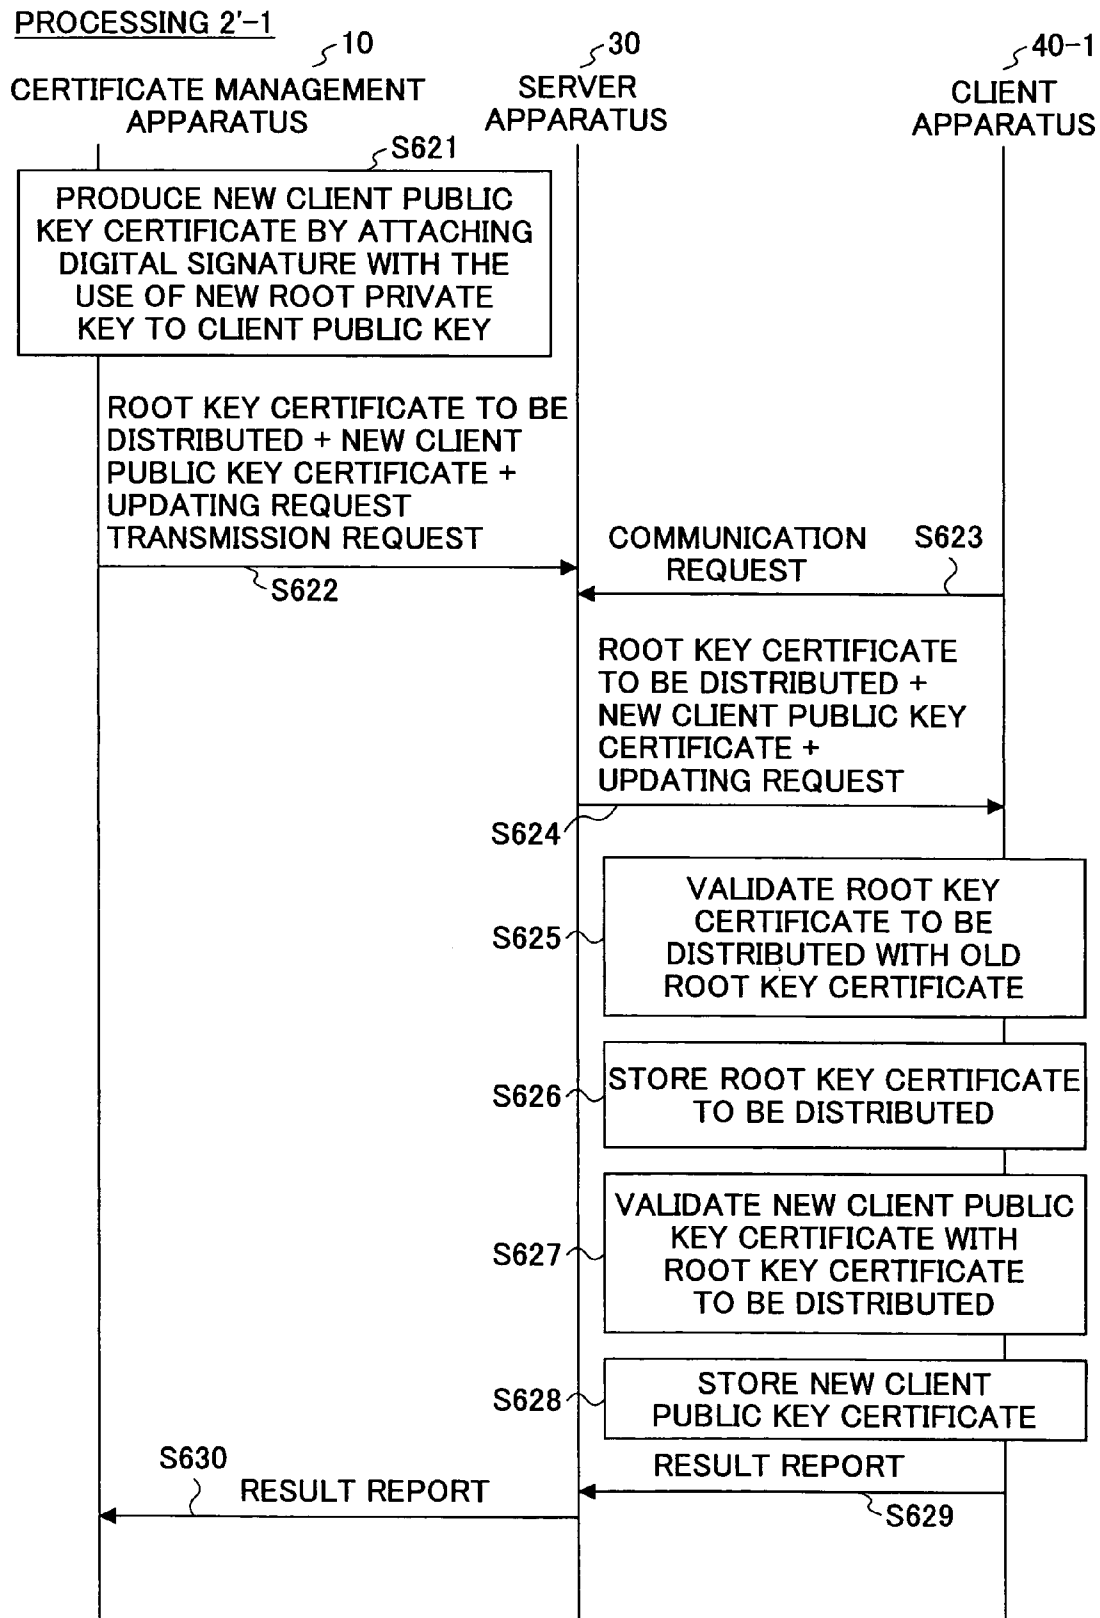 PROCESSING 2'-1
10
CERTIFICATE MANAGEMENT
APPARATUS
30
SERVER
APPARATUS
40-1
CLIENT
APPARATUS
S621
PRODUCE NEW CLIENT PUBLIC
KEY CERTIFICATE BY ATTACHING
DIGITAL SIGNATURE WITH THE
USE OF NEW ROOT PRIVATE
KEY TO CLIENT PUBLIC KEY
ROOT KEY CERTIFICATE TO BE
DISTRIBUTED + NEW CLIENT
PUBLIC KEY CERTIFICATE +
UPDATING REQUEST
TRANSMISSION REQUEST
S622
COMMUNICATION
REQUEST
S623
ROOT KEY CERTIFICATE
TO BE DISTRIBUTED +
NEW CLIENT PUBLIC KEY
CERTIFICATE +
UPDATING REQUEST
S624
VALIDATE ROOT KEY
CERTIFICATE TO BE
DISTRIBUTED WITH OLD
ROOT KEY CERTIFICATE
S625
STORE ROOT KEY CERTIFICATE
TO BE DISTRIBUTED
S626
VALIDATE NEW CLIENT PUBLIC
KEY CERTIFICATE WITH
ROOT KEY CERTIFICATE
TO BE DISTRIBUTED
S627
STORE NEW CLIENT
PUBLIC KEY CERTIFICATE
S628
RESULT REPORT
S629
S630
RESULT REPORT